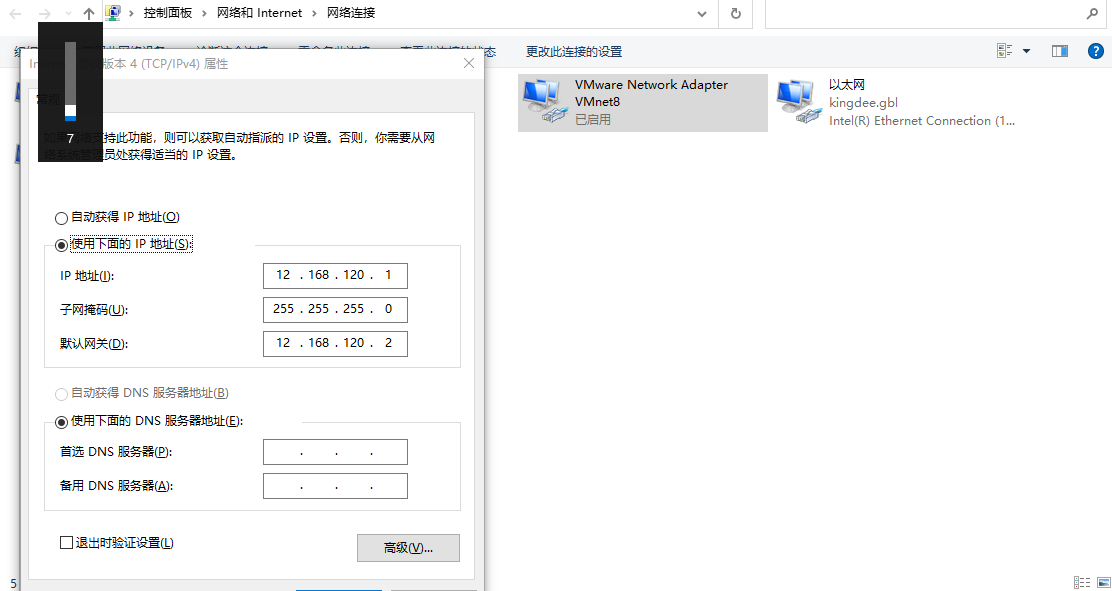 控制面板 › 网络和 Internet › 网络连接
更改此连接的设置
版本 4 (TCP/IPv4) 属性
7
持此功能，则可以获取自动指派的 IP 设置。否则，你需要从网
员处获得适当的 IP 设置。
自动获得 IP 地址(O)
使用下面的 IP 地址(S):
IP 地址(I):
12 . 168 . 120 . 1
子网掩码(U):
255 . 255 . 255 . 0
默认网关(D):
12 . 168 . 120 . 2
自动获得 DNS 服务器地址(B)
使用下面的 DNS 服务器地址(E):
首选 DNS 服务器(P):
. . .
备用 DNS 服务器(A):
. . .
退出时验证设置(L)
高级(V)...
5
VMware Network Adapter
VMnet8
已启用
以太网
kingdee.gbl
Intel(R) Ethernet Connection (1...